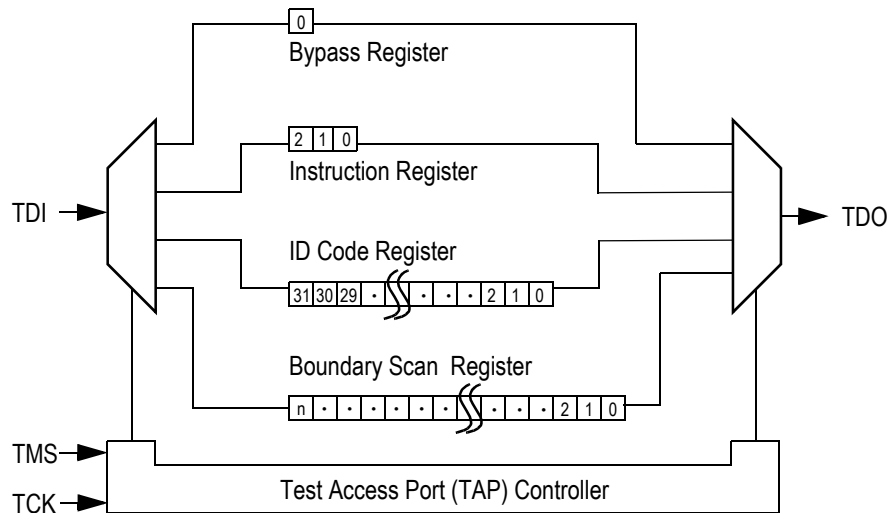 0
Bypass Register
2 1 0
Instruction Register
TDI
TDO
ID Code Register
31 30 29 · · · · 2 1 0
Boundary Scan Register
n · · · · · · · · · 2 1 0
TMS
TCK
Test Access Port (TAP) Controller